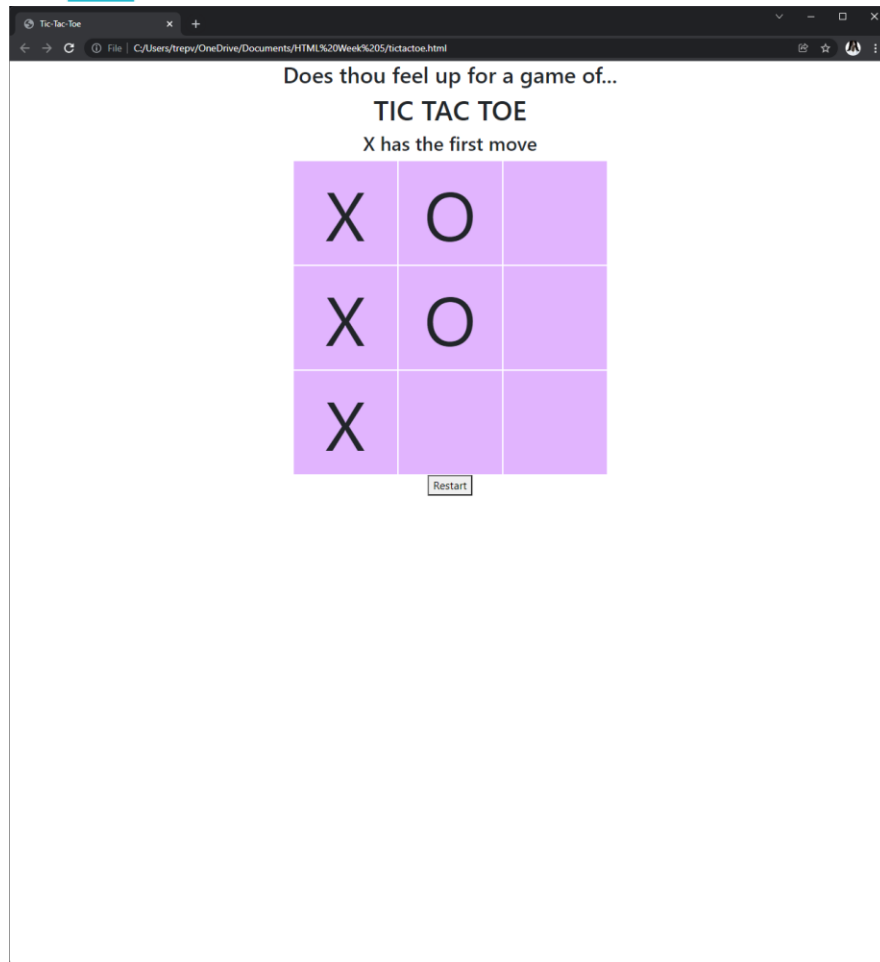 Tic-Tac-Toe
File | C:/Users/trepv/OneDrive/Documents/HTML%20Week%205/tictactoe.html
Does thou feel up for a game of...
TIC TAC TOE
X has the first move
X O
X O
X
Restart